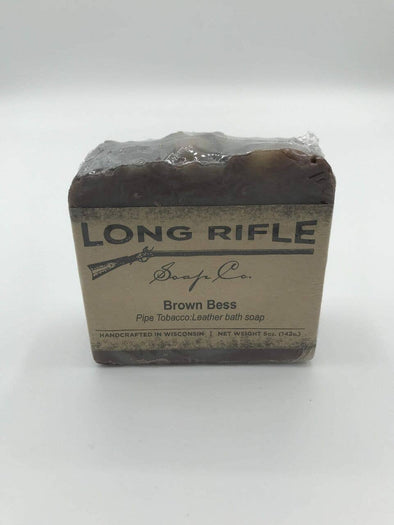 LONG RIFLE
Soap Co.
Brown Bess
Pipe Tobacco:Leather bath soap
HANDCRAFTED IN WISCONSIN | NET WEIGHT 5oz. (142g.)